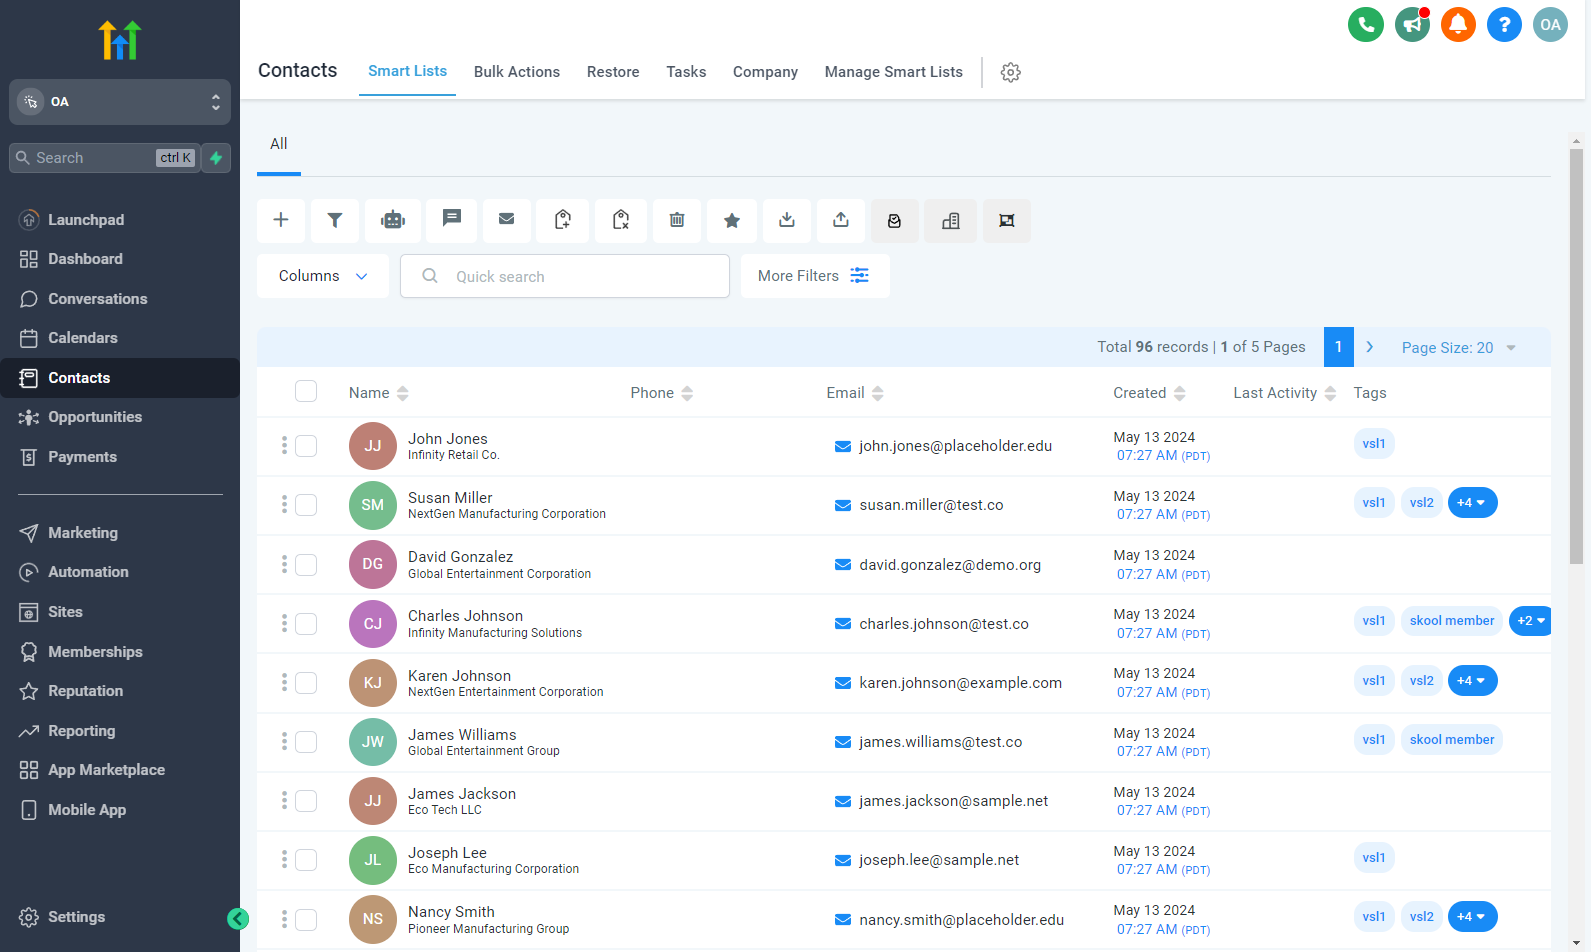 OA
OA
Search ctrl K
Launchpad
Dashboard
Conversations
Calendars
Contacts
Opportunities
Payments
Marketing
Automation
Sites
Memberships
Reputation
Reporting
App Marketplace
Mobile App
Settings
Contacts Smart Lists Bulk Actions Restore Tasks Company Manage Smart Lists
All
Columns Quick search More Filters
Total 96 records | 1 of 5 Pages 1 Page Size: 20
Name Phone Email Created Last Activity Tags
JJ John Jones john.jones@placeholder.edu May 13 2024 vsl1
Infinity Retail Co. 07:27 AM (PDT)
SM Susan Miller susan.miller@test.co May 13 2024 vsl1 vsl2 +4
NextGen Manufacturing Corporation 07:27 AM (PDT)
DG David Gonzalez david.gonzalez@demo.org May 13 2024
Global Entertainment Corporation 07:27 AM (PDT)
CJ Charles Johnson charles.johnson@test.co May 13 2024 vsl1 skool member +2
Infinity Manufacturing Solutions 07:27 AM (PDT)
KJ Karen Johnson karen.johnson@example.com May 13 2024 vsl1 vsl2 +4
NextGen Entertainment Corporation 07:27 AM (PDT)
JW James Williams james.williams@test.co May 13 2024 vsl1 skool member
Global Entertainment Group 07:27 AM (PDT)
JJ James Jackson james.jackson@sample.net May 13 2024
Eco Tech LLC 07:27 AM (PDT)
JL Joseph Lee joseph.lee@sample.net May 13 2024 vsl1
Eco Manufacturing Corporation 07:27 AM (PDT)
NS Nancy Smith nancy.smith@placeholder.edu May 13 2024 vsl1 vsl2 +4
Pioneer Manufacturing Group 07:27 AM (PDT)